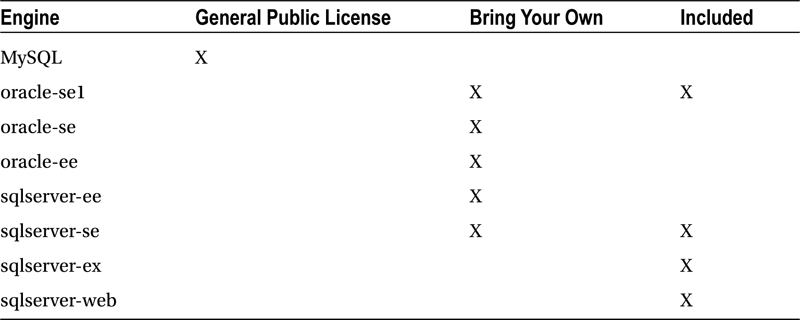 Engine General Public License Bring Your Own Included
MySQL X
oracle-se1 X X
oracle-se X
oracle-ee X
sqlserver-ee X
sqlserver-se X X
sqlserver-ex X
sqlserver-web X